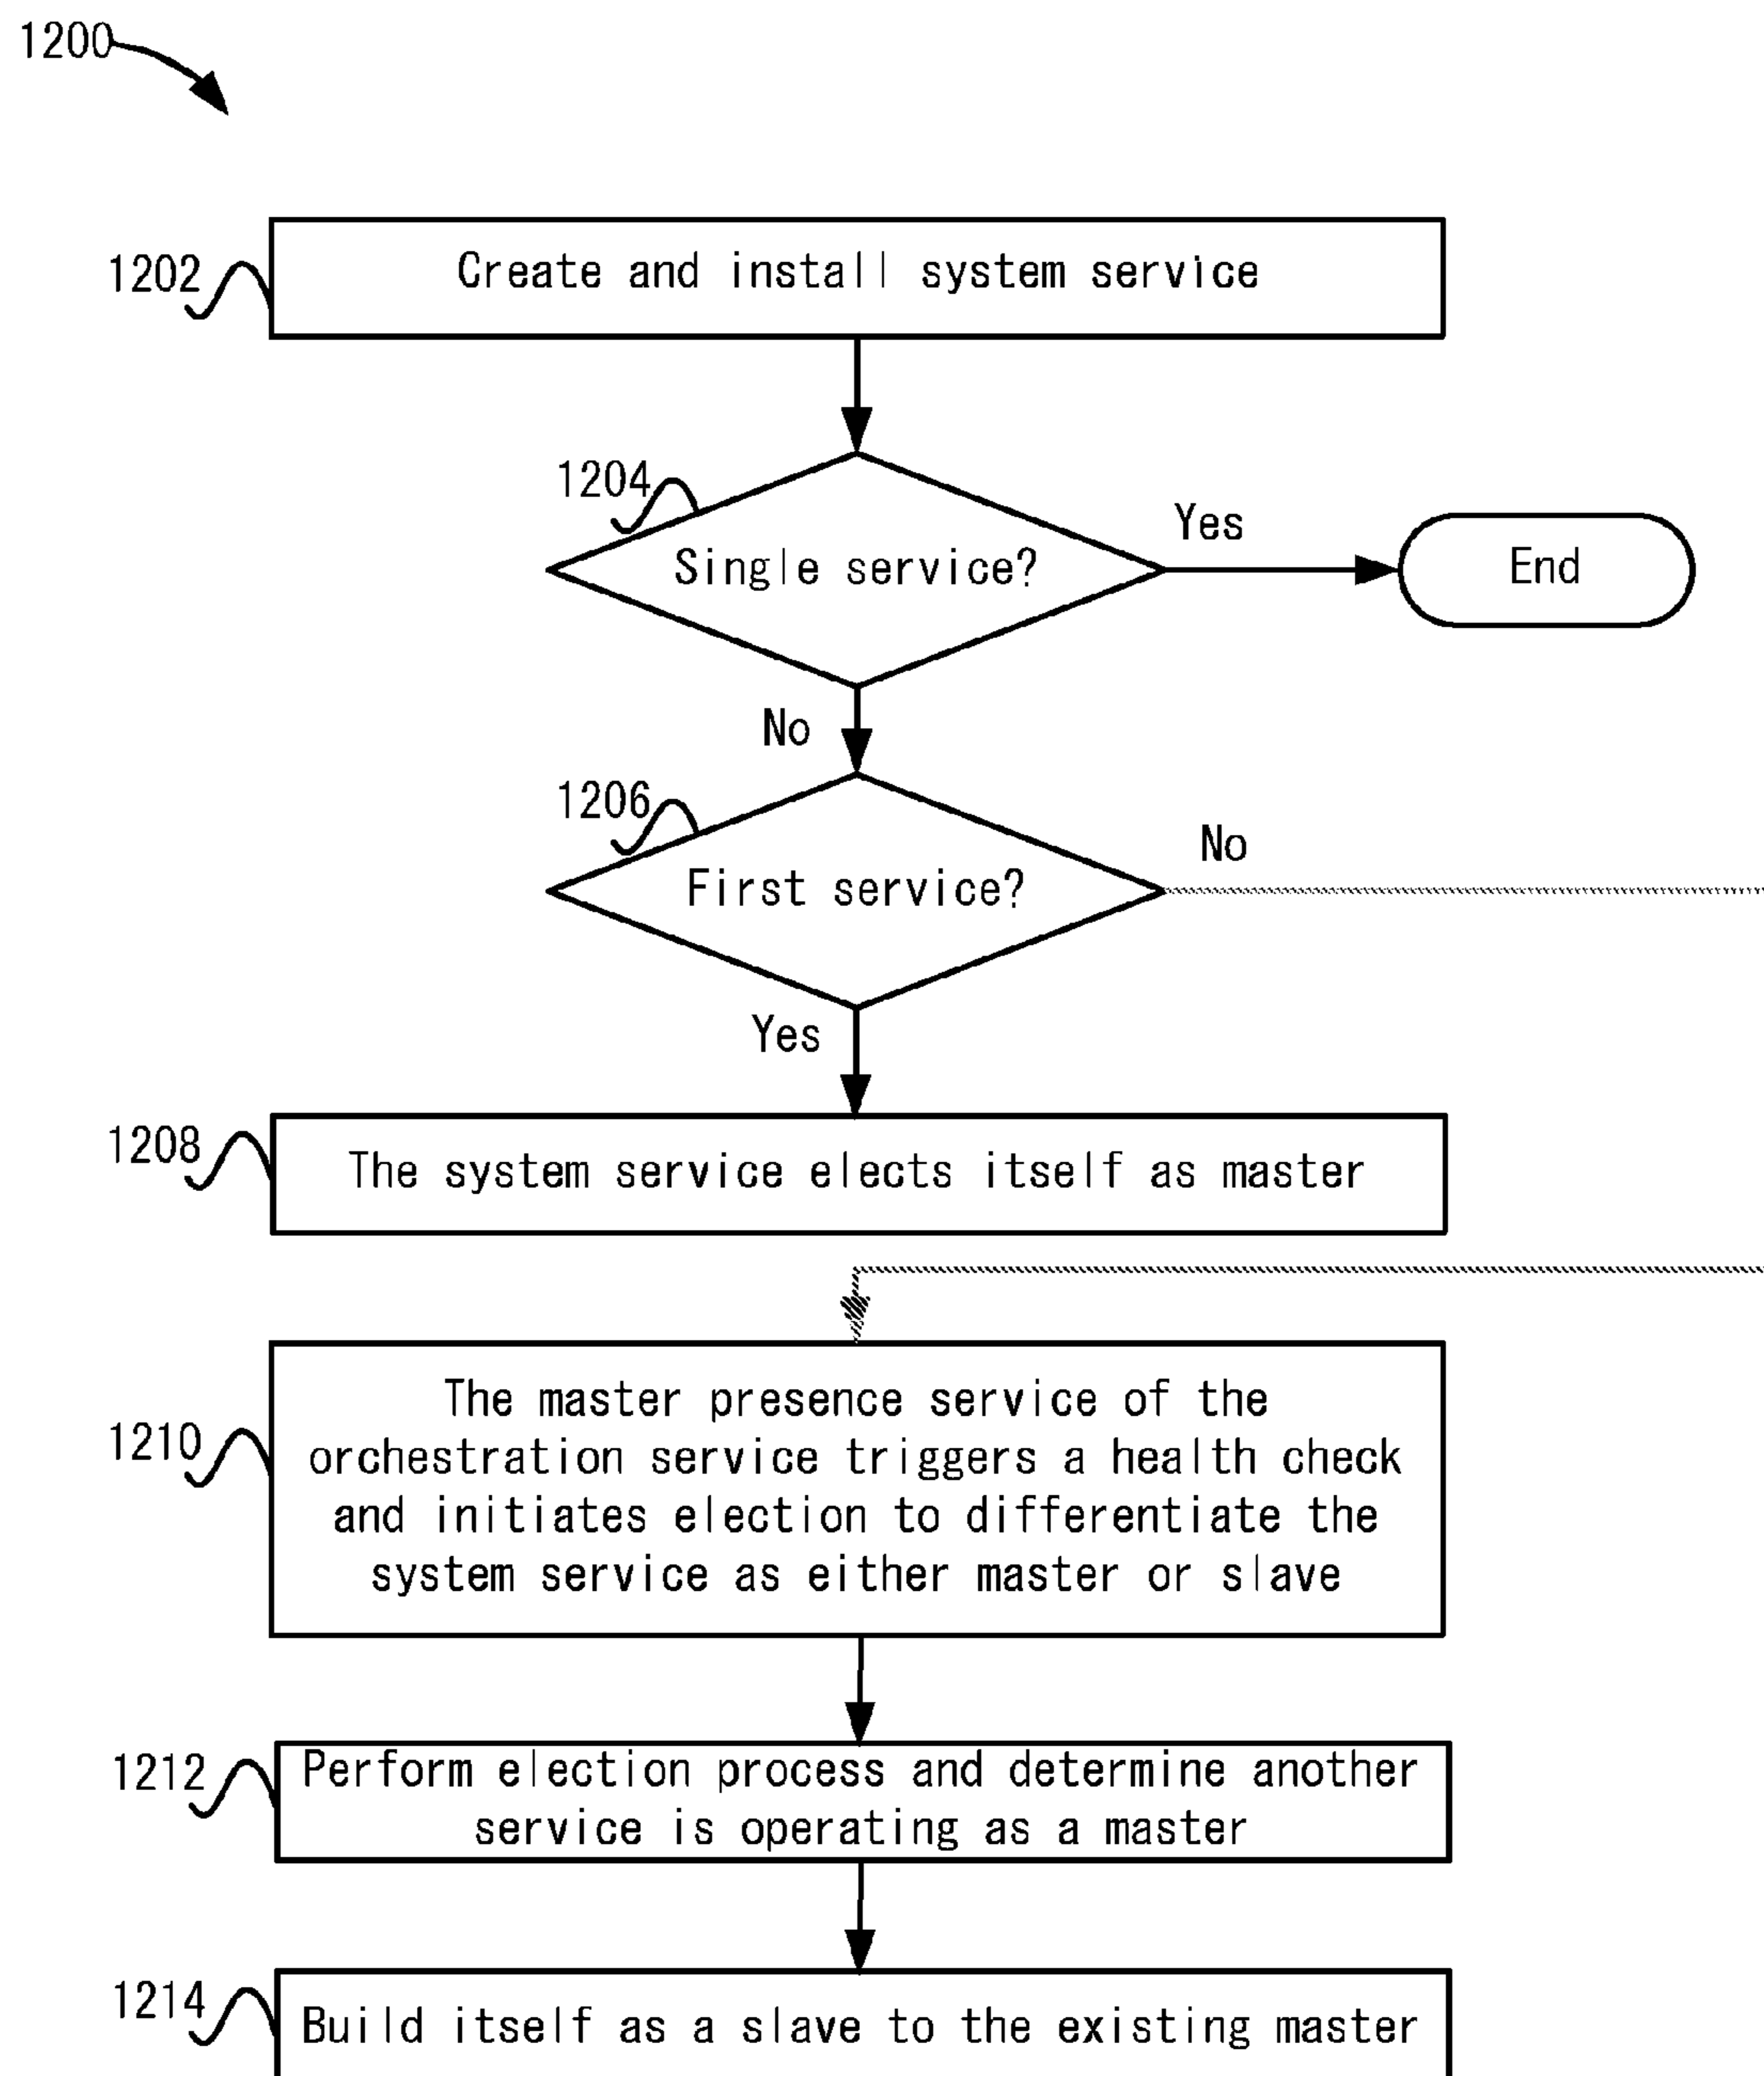 1200
1202
Create and install system service
1204
Single service?
Yes
End
No
1206
First service?
No
Yes
1208
The system service elects itself as master
1210
The master presence service of the
orchestration service triggers a health check
and initiates election to differentiate the
system service as either master or slave
1212
Perform election process and determine another
service is operating as a master
1214
Build itself as a slave to the existing master